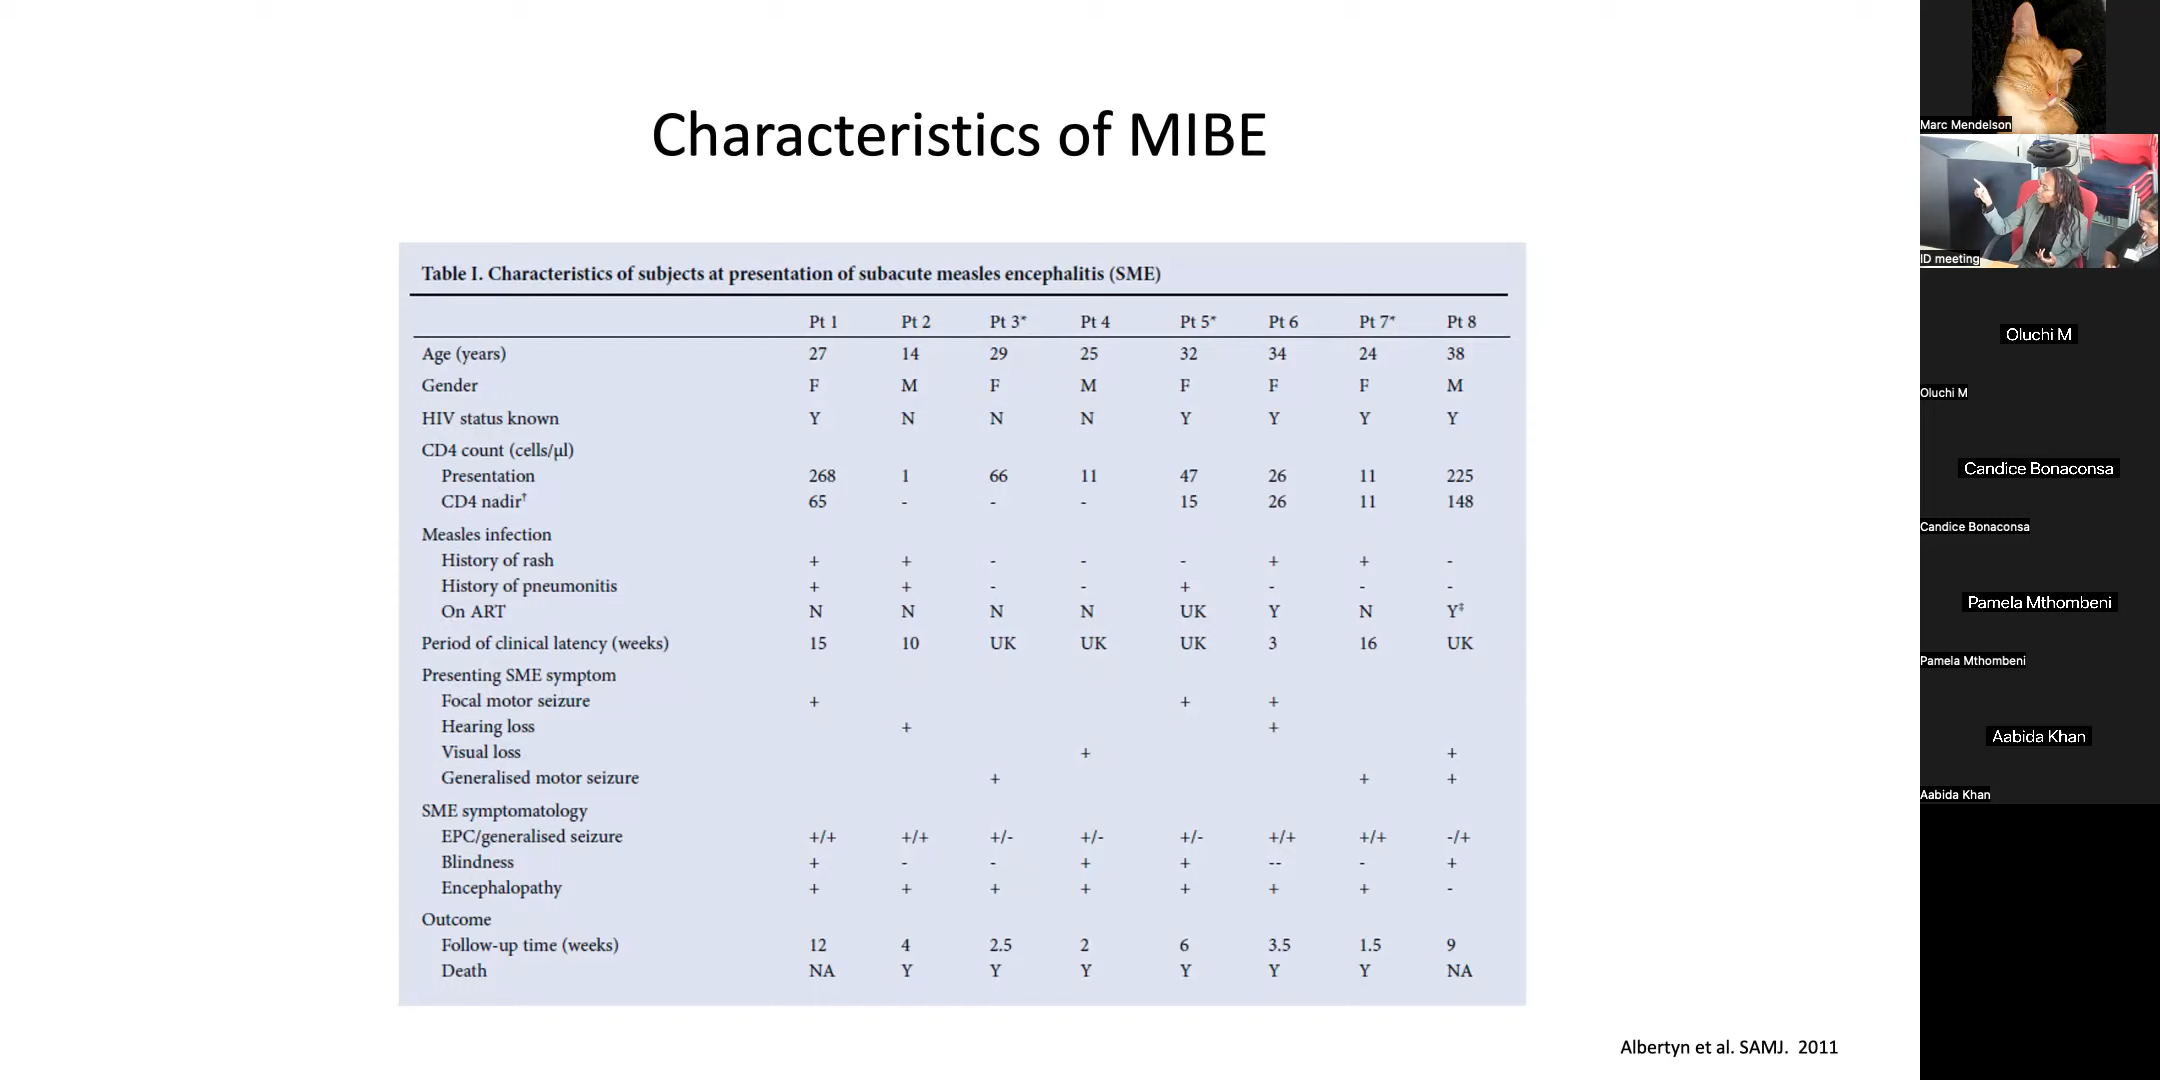 Characteristics of MIBE
Table I. Characteristics of subjects at presentation of subacute measles encephalitis (SME)
Pt 1 Pt 2 Pt 3* Pt 4 Pt 5* Pt 6 Pt 7* Pt 8
Age (years) 27 14 29 25 32 34 24 38
Gender F M F M F F F M
HIV status known Y N N N Y Y Y Y
CD4 count (cells/µl)
Presentation 268 1 66 11 47 26 11 225
CD4 nadir† 65 - - - 15 26 11 148
Measles infection
History of rash + + - - - + + -
History of pneumonitis + + - - + - - -
On ART N N N N UK Y N Y‡
Period of clinical latency (weeks) 15 10 UK UK UK 3 16 UK
Presenting SME symptom
Focal motor seizure + + +
Hearing loss + +
Visual loss + +
Generalised motor seizure + + +
SME symptomatology
EPC/generalised seizure +/+ +/+ +/- +/- +/- +/+ +/+ -/+
Blindness + - - + + -- - +
Encephalopathy + + + + + + + -
Outcome
Follow-up time (weeks) 12 4 2.5 2 6 3.5 1.5 9
Death NA Y Y Y Y Y Y NA
Albertyn et al. SAMJ. 2011
Marc Mendelson
ID meeting
Oluchi M
Oluchi M
Candice Bonaconsa
Candice Bonaconsa
Pamela Mthombeni
Pamela Mthombeni
Aabida Khan
Aabida Khan